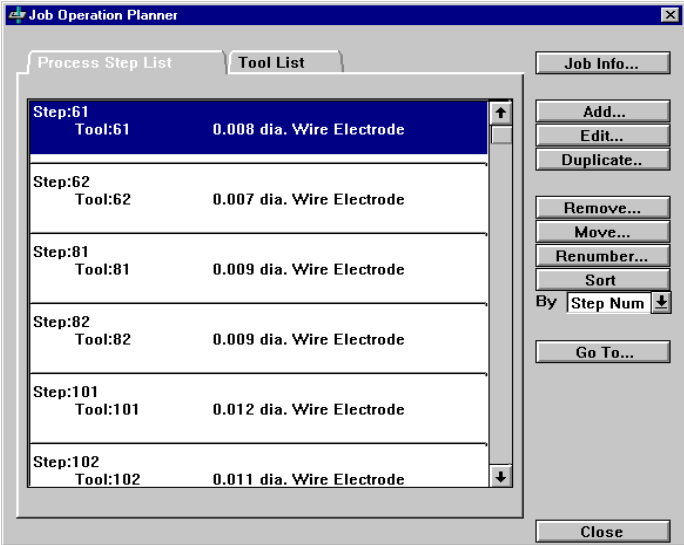 Job Operation Planner
Process Step List
Tool List
Step:61
Tool:61 0.008 dia. Wire Electrode
Step:62
Tool:62 0.007 dia. Wire Electrode
Step:81
Tool:81 0.009 dia. Wire Electrode
Step:82
Tool:82 0.009 dia. Wire Electrode
Step:101
Tool:101 0.012 dia. Wire Electrode
Step:102
Tool:102 0.011 dia. Wire Electrode
Job Info...
Add...
Edit...
Duplicate..
Remove...
Move...
Renumber...
Sort
By Step Num
Go To...
Close